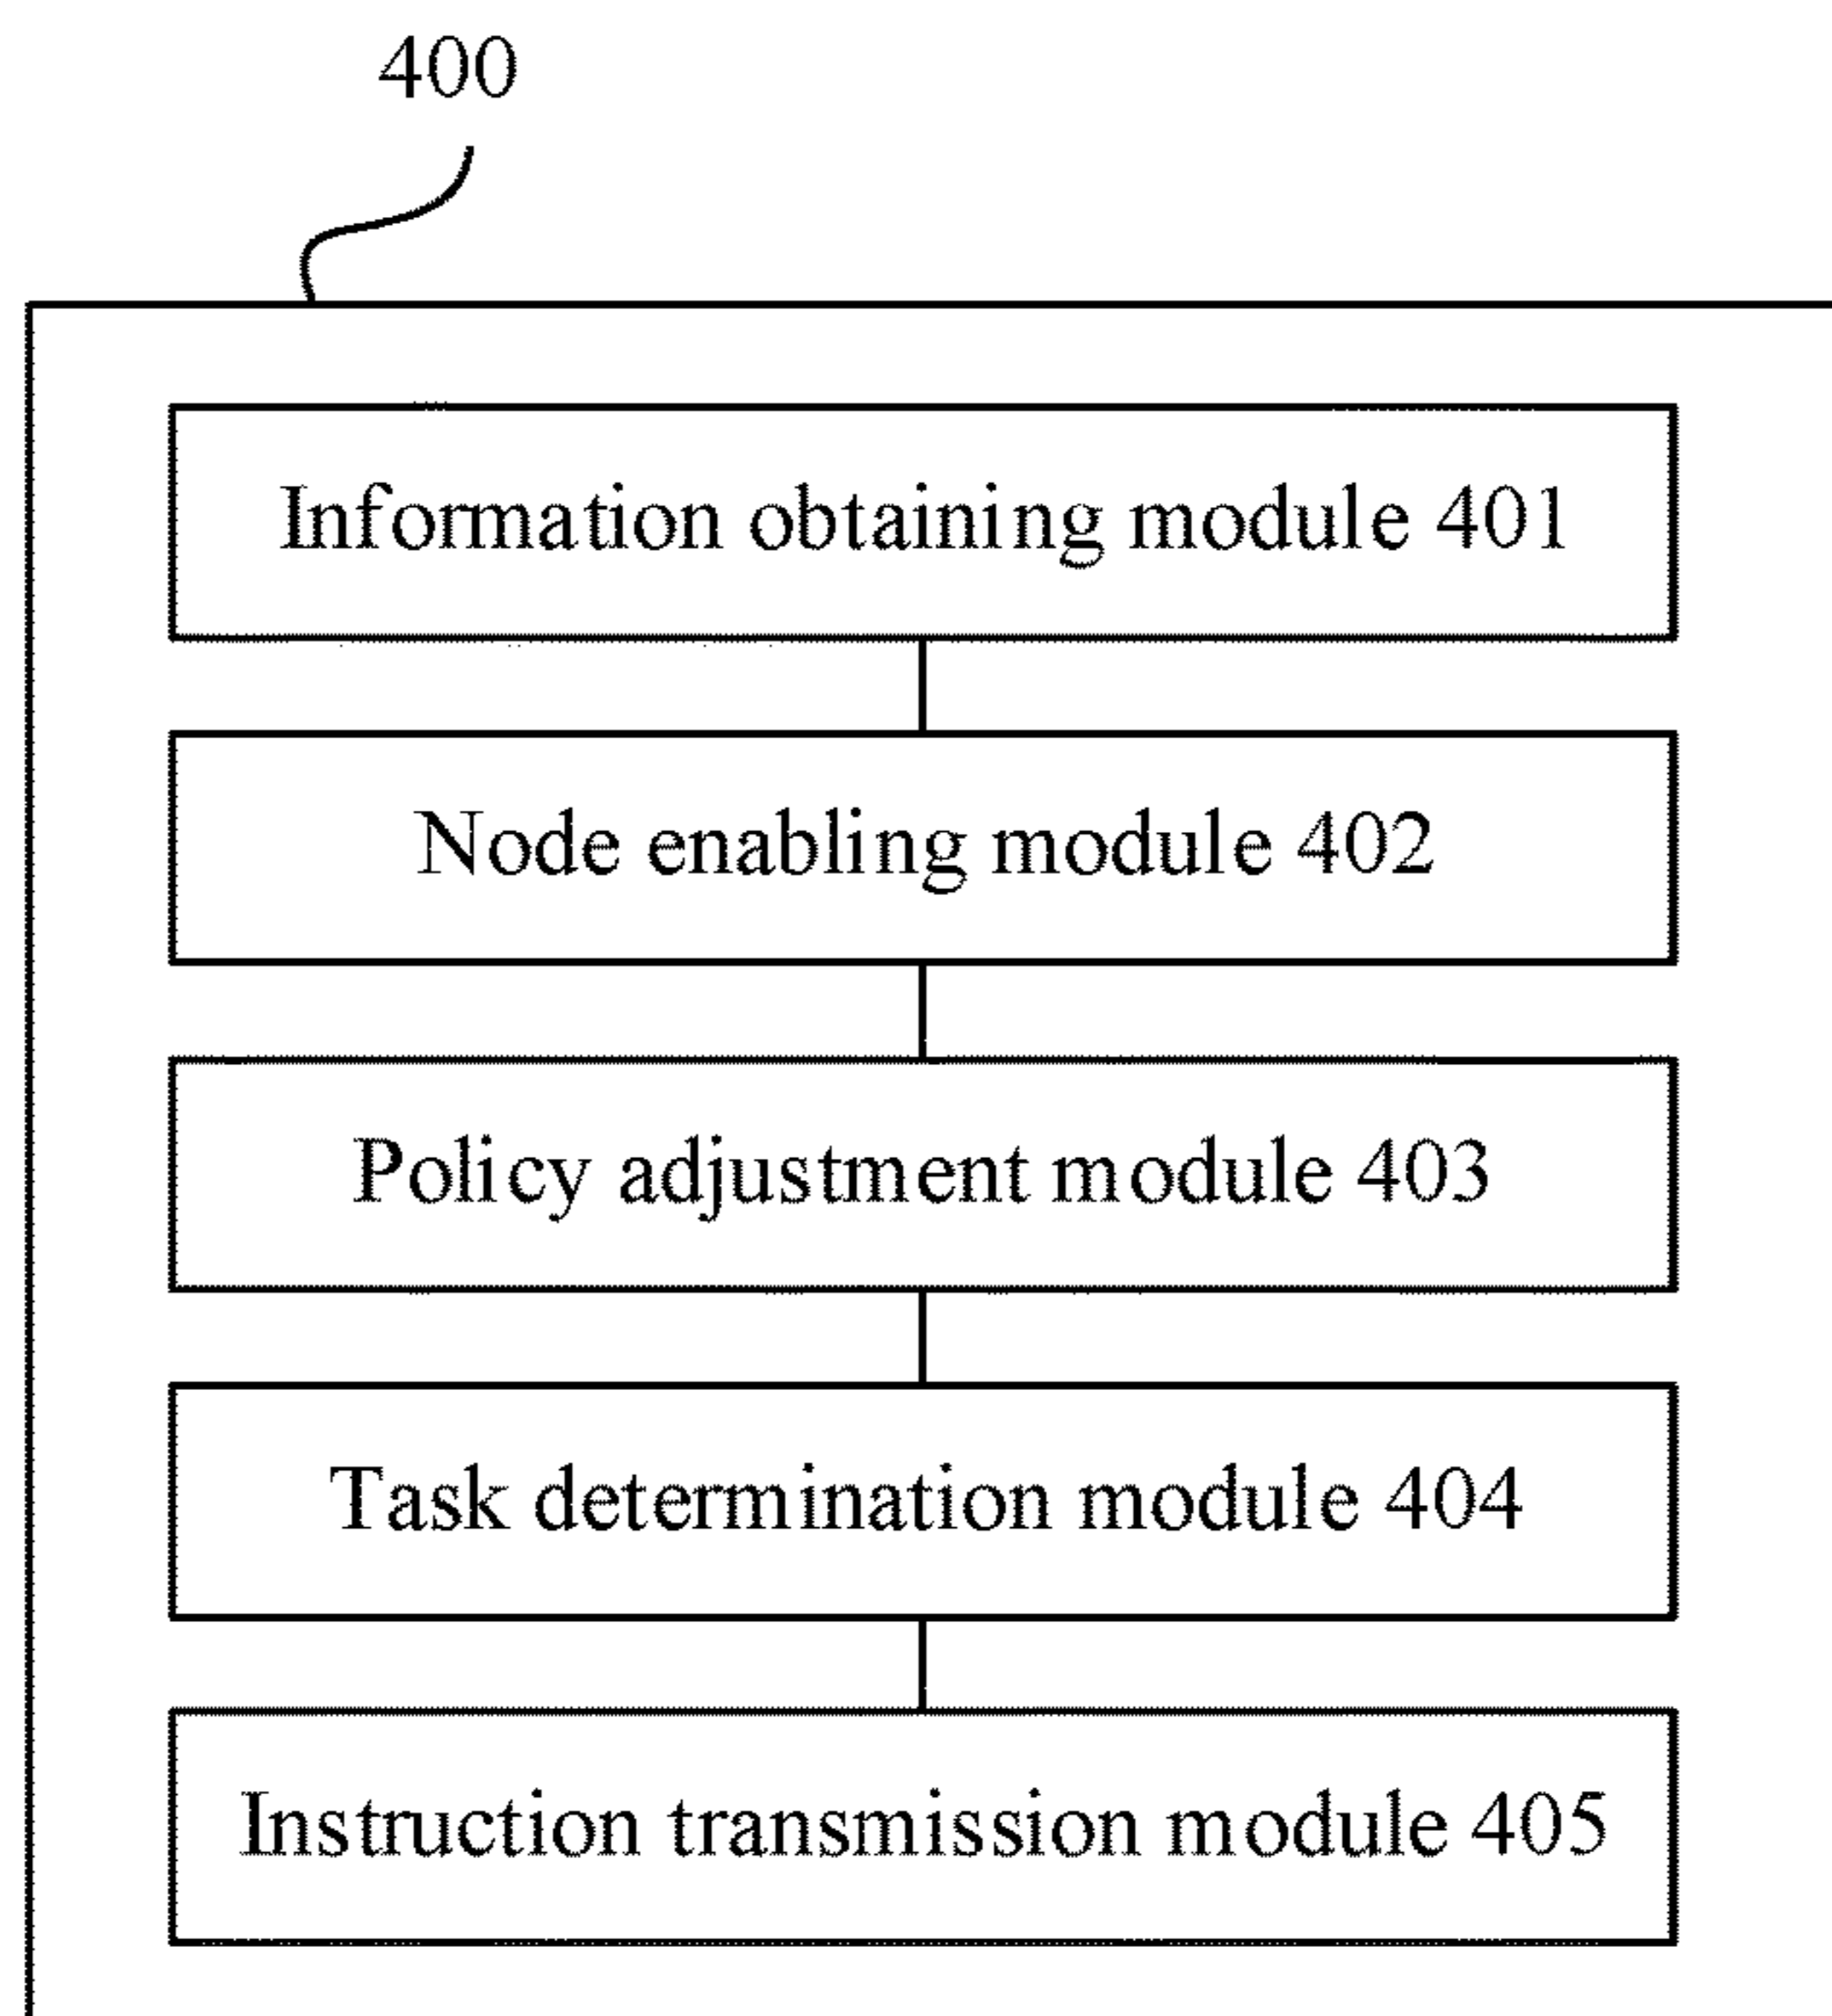 400
Information obtaining module 401
Node enabling module 402
Policy adjustment module 403
Task determination module 404
Instruction transmission module 405